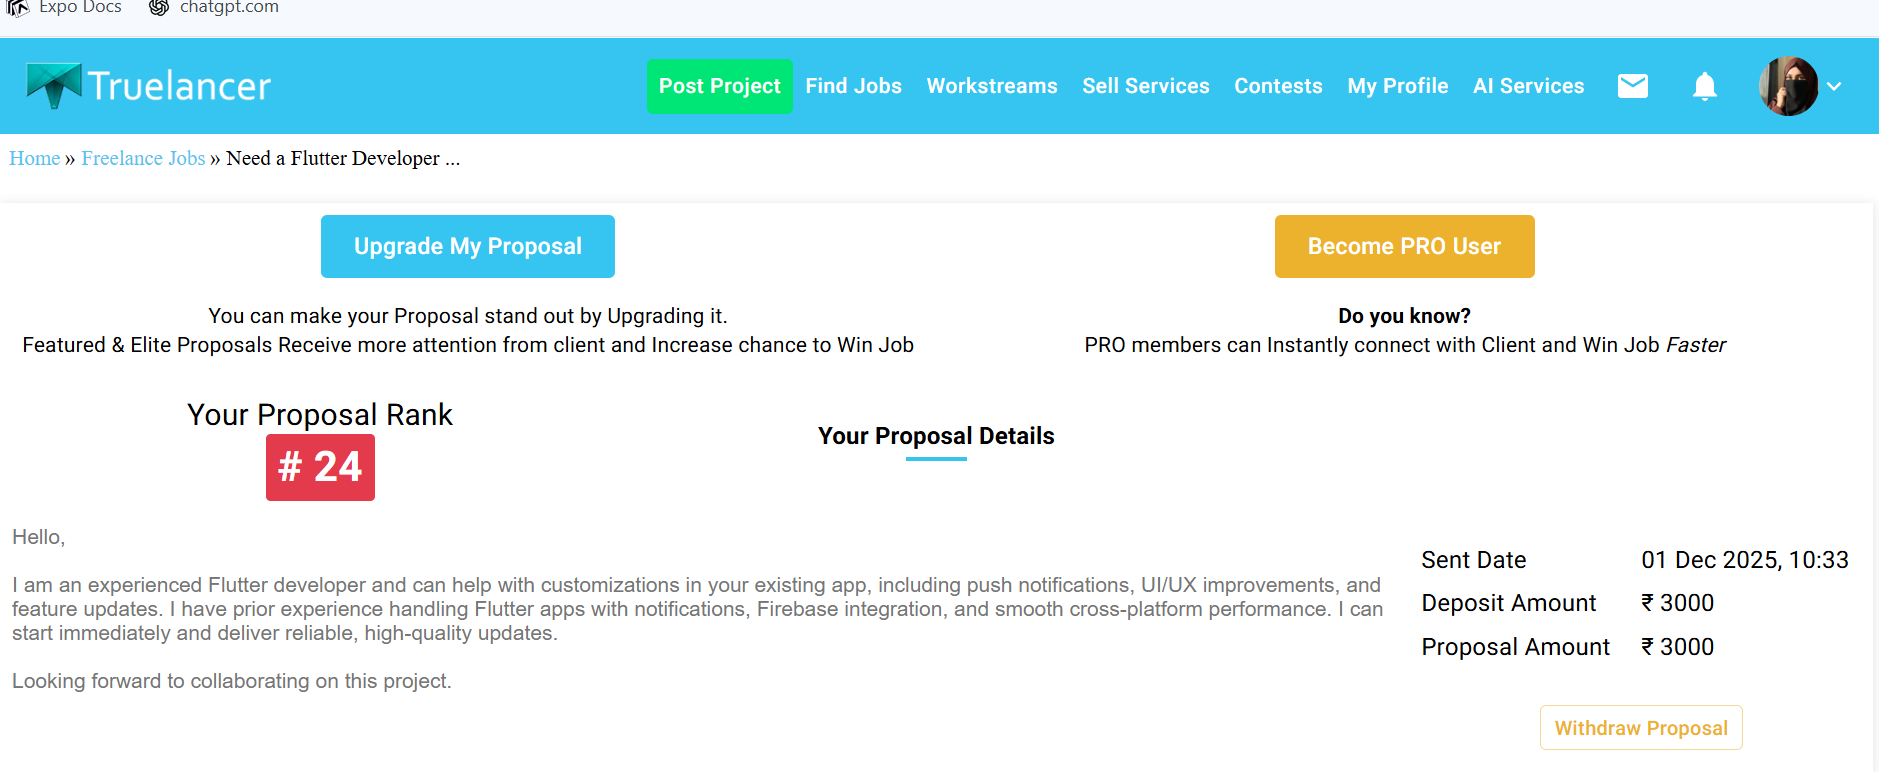 Expo Docs chatgpt.com
Truelancer
Post Project Find Jobs Workstreams Sell Services Contests My Profile AI Services
Home » Freelance Jobs » Need a Flutter Developer ...
Upgrade My Proposal
You can make your Proposal stand out by Upgrading it.
Featured & Elite Proposals Receive more attention from client and Increase chance to Win Job
Become PRO User
Do you know?
PRO members can Instantly connect with Client and Win Job Faster
Your Proposal Rank
# 24
Your Proposal Details
Hello,
I am an experienced Flutter developer and can help with customizations in your existing app, including push notifications, UI/UX improvements, and
feature updates. I have prior experience handling Flutter apps with notifications, Firebase integration, and smooth cross-platform performance. I can
start immediately and deliver reliable, high-quality updates.
Looking forward to collaborating on this project.
Sent Date 01 Dec 2025, 10:33
Deposit Amount ₹ 3000
Proposal Amount ₹ 3000
Withdraw Proposal